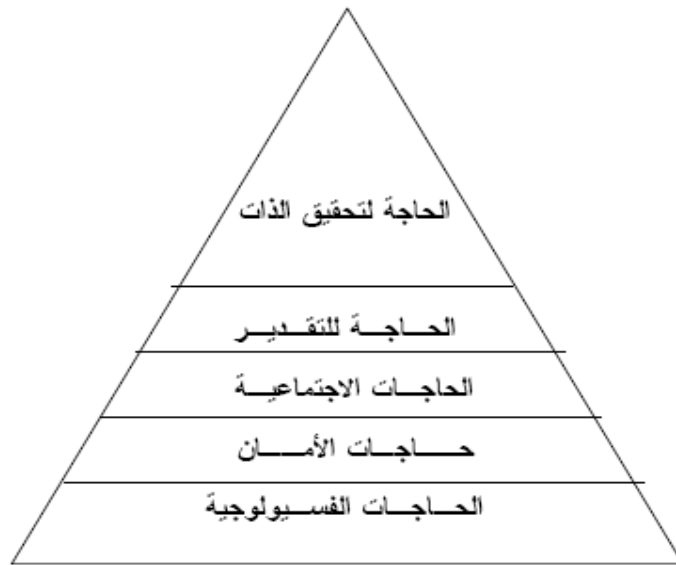 الحاجة لتحقيق الذات
الحاجة للتقدير
الحاجات الاجتماعية
حاجات الأمان
الحاجات الفسيولوجية